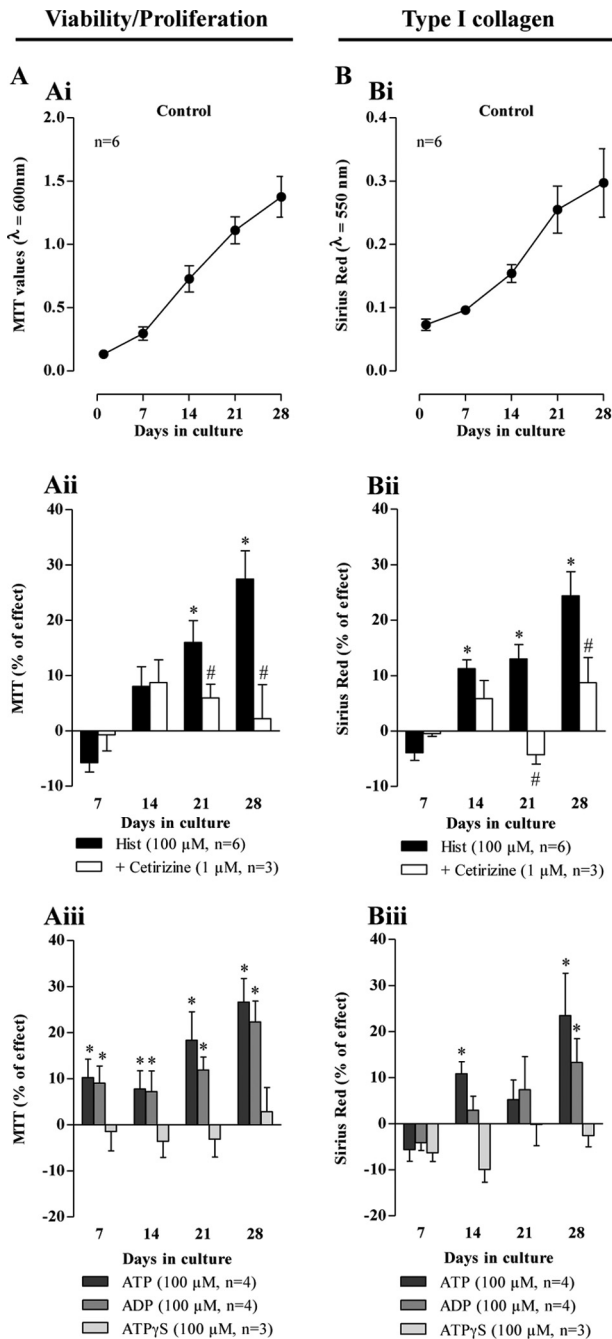 Viability/Proliferation
Type I collagen
A
Ai
Control
n=6
MTT values (λ = 600nm)
2.0
1.5
1.0
0.5
0.0
0 7 14 21 28
Days in culture
B
Bi
Control
n=6
Sirius Red (λ = 550 nm)
0.4
0.3
0.2
0.1
0.0
0 7 14 21 28
Days in culture
Aii
MTT (% of effect)
40
30
20
10
0
-10
*
#
*
#
7 14 21 28
Days in culture
Hist (100 µM, n=6)
+ Cetirizine (1 µM, n=3)
Bii
Sirius Red (% of effect)
40
30
20
10
0
-10
*
*
#
*
#
7 14 21 28
Days in culture
Hist (100 µM, n=6)
+ Cetirizine (1 µM, n=3)
Aiii
MTT (% of effect)
40
30
20
10
0
-10
-20
* *
* *
* *
* *
7 14 21 28
Days in culture
ATP (100 µM, n=4)
ADP (100 µM, n=4)
ATPγS (100 µM, n=3)
Biii
Sirius Red (% of effect)
40
30
20
10
0
-10
-20
*
* *
7 14 21 28
Days in culture
ATP (100 µM, n=4)
ADP (100 µM, n=4)
ATPγS (100 µM, n=3)